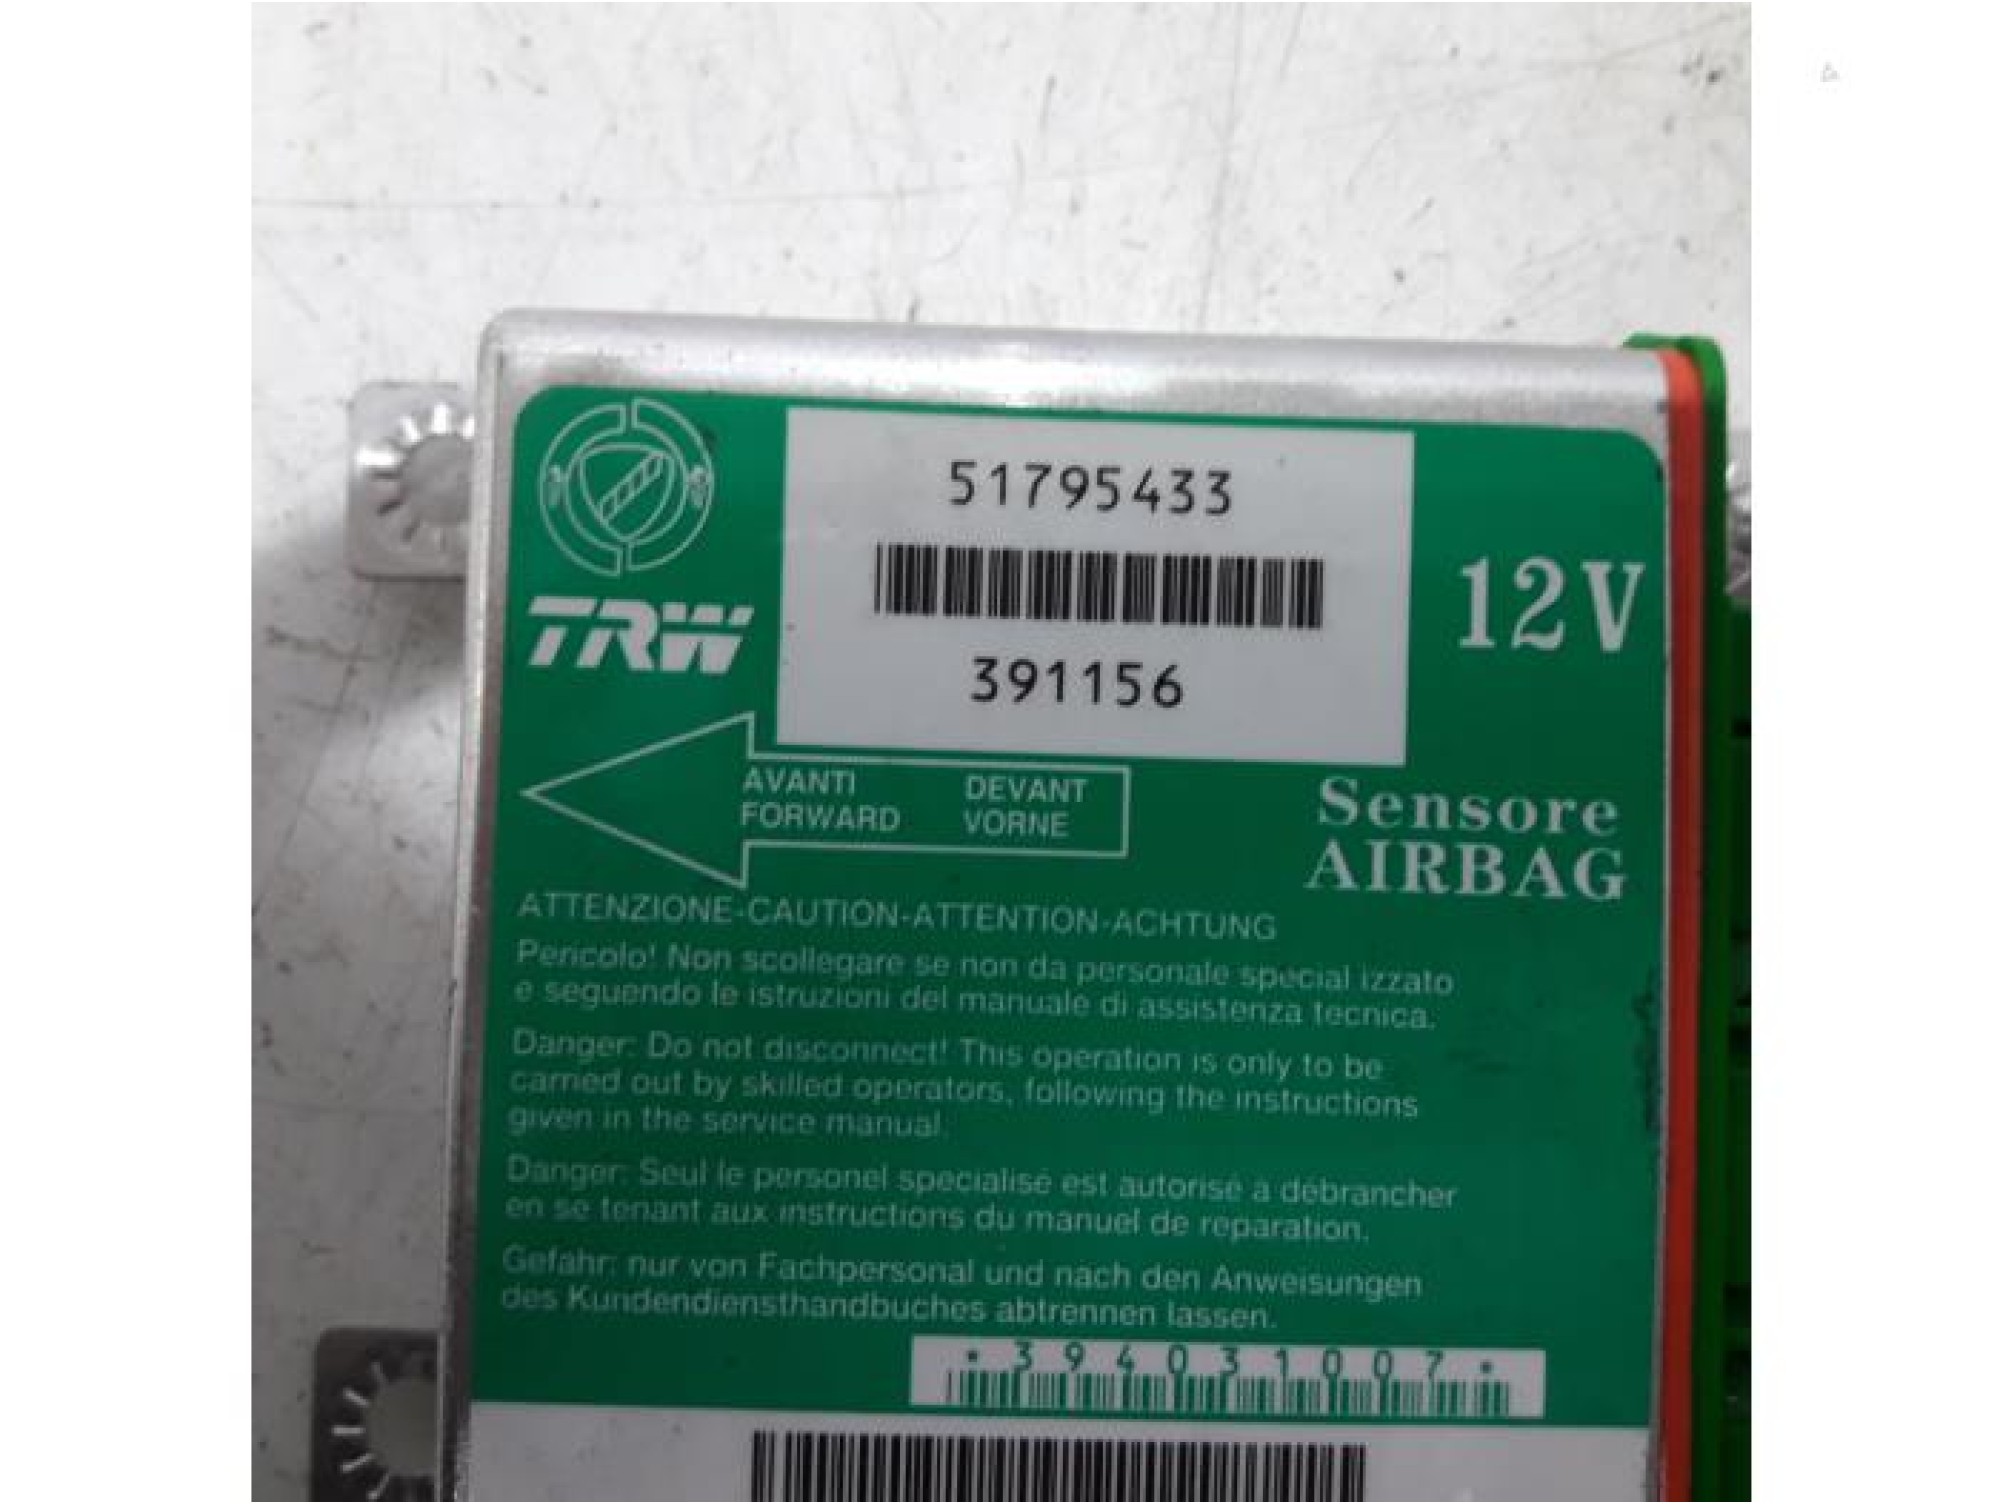 51795433
TRW
12V
391156
AVANTI DEVANT
FORWARD VORNE
Sensore
AIRBAG
ATTENZIONE-CAUTION-ATTENTION-ACHTUNG
Pericolo! Non scollegare se non da personale special izzato
e seguendo le istruzioni del manuale di assistenza tecnica.
Danger: Do not disconnect! This operation is only to be
carried out by skilled operators, following the instructions
given in the service manual.
Danger: Seul le personel specialisé est autorisé a débrancher
en se tenant aux instructions du manuel de reparation.
Gefahr: nur von Fachpersonal und nach den Anweisungen
des Kundendiensthandbuches abtrennen lassen.
*394031007*